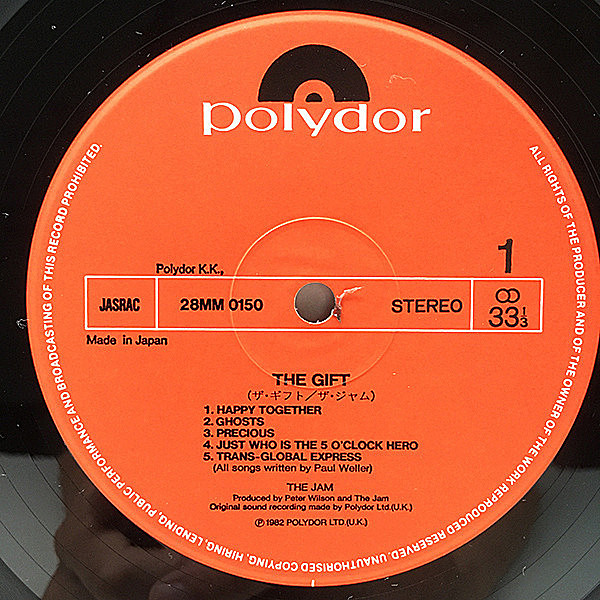 polydor
ALL RIGHTS OF THE PRODUCER AND OF THE OWNER OF THE WORK REPRODUCED RESERVED. UNAUTHORISED COPYING, HIRING, LENDING, PUBLIC PERFORMANCE AND BROADCASTING OF THIS RECORD PROHIBITED.
1
Polydor K.K.,
JASRAC 28MM 0150 STEREO 33 1/3
Made in Japan
THE GIFT
(ザ・ギフト/ザ・ジャム)
1. HAPPY TOGETHER
2. GHOSTS
3. PRECIOUS
4. JUST WHO IS THE 5 O'CLOCK HERO
5. TRANS-GLOBAL EXPRESS
(All songs written by Paul Weller)
THE JAM
Produced by Peter Wilson and The Jam
Original sound recording made by Polydor Ltd.(U.K.)
Ⓟ 1982 POLYDOR LTD.(U.K.)